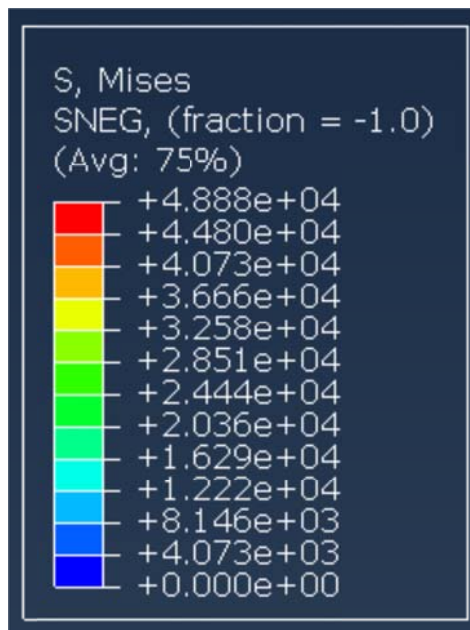 S, Mises
SNEG, (fraction = -1.0)
(Avg: 75%)
+4.888e+04
+4.480e+04
+4.073e+04
+3.666e+04
+3.258e+04
+2.851e+04
+2.444e+04
+2.036e+04
+1.629e+04
+1.222e+04
+8.146e+03
+4.073e+03
+0.000e+00